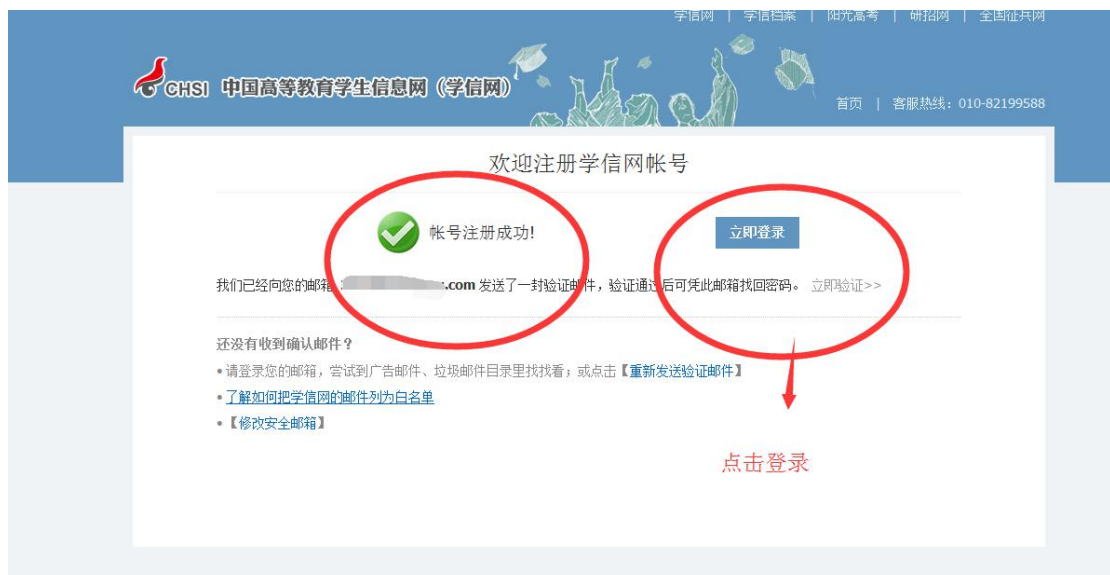 学信网 | 学信档案 | 阳光高考 | 研招网 | 全国征兵网
CHSI 中国高等教育学生信息网（学信网）
首页 | 客服热线：010-82199588
欢迎注册学信网帐号
帐号注册成功!
立即登录
我们已经向您的邮箱 .com 发送了一封验证邮件，验证通过后可凭此邮箱找回密码。 立即验证>>
还没有收到确认邮件？
•请登录您的邮箱，尝试到广告邮件、垃圾邮件目录里找找看；或点击【重新发送验证邮件】
•了解如何把学信网的邮件列为白名单
•【修改安全邮箱】
点击登录